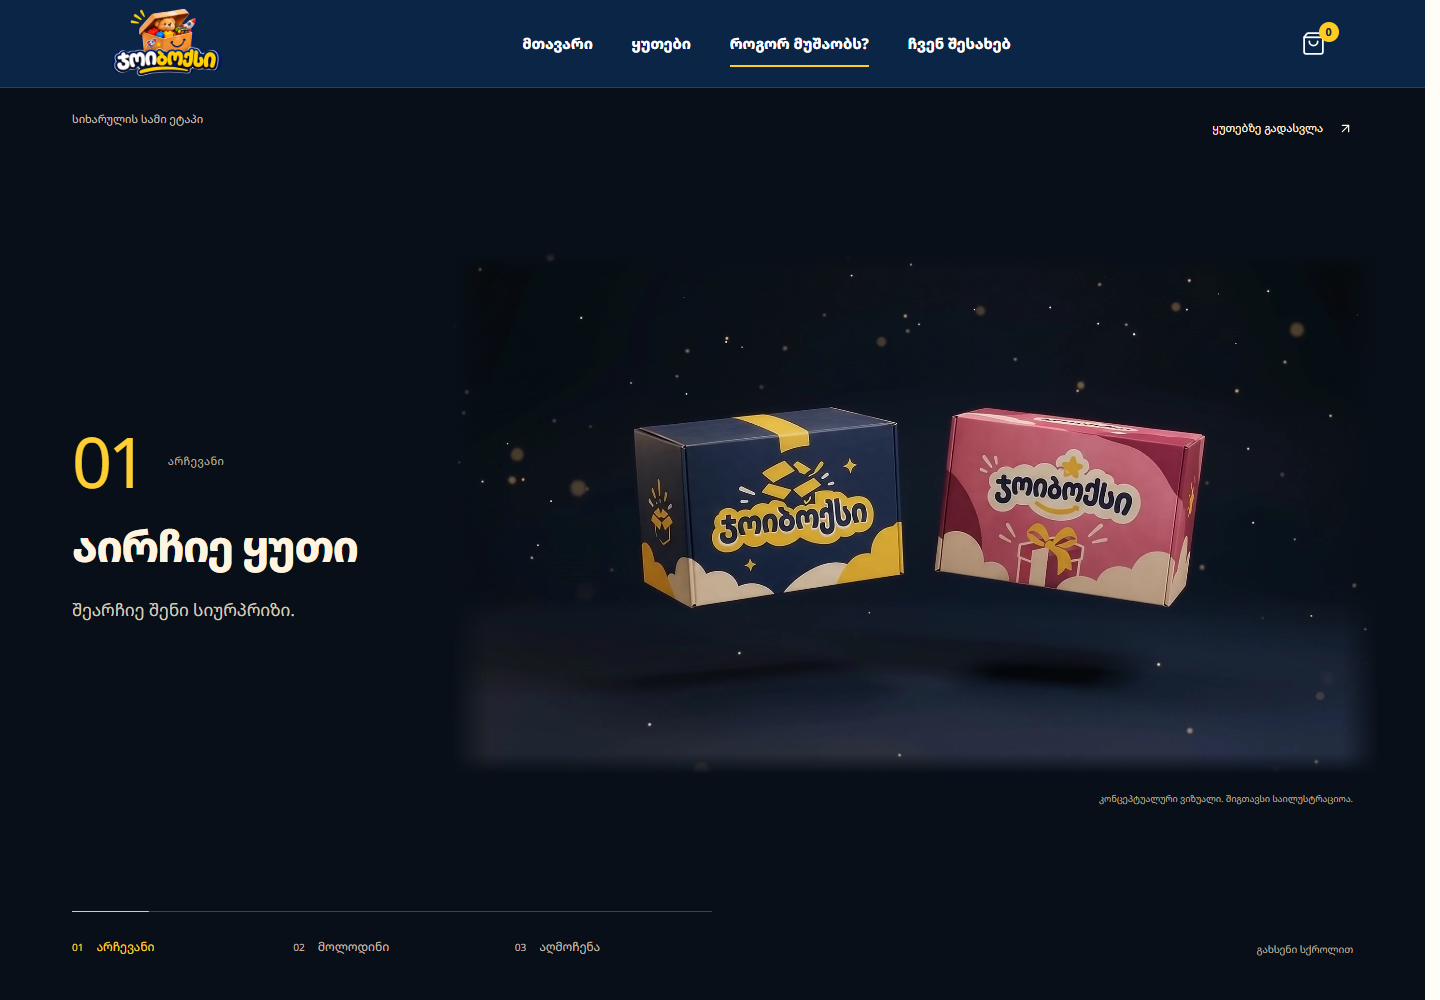 ჯოიბოქსი
მთავარი
ყუთები
როგორ მუშაობს?
ჩვენ შესახებ
0
სიხარულის სამი ეტაპი
ყუთებზე გადასვლა
01 არჩევანი
აირჩიე ყუთი
შეარჩიე შენი სიურპრიზი.
ჯოიბოქსი
ჯოიბოქსი
კონცეპტუალური ვიზუალი. შიგთავსი საილუსტრაციოა.
01 არჩევანი
02 მოლოდინი
03 აღმოჩენა
გახსენი სქროლით